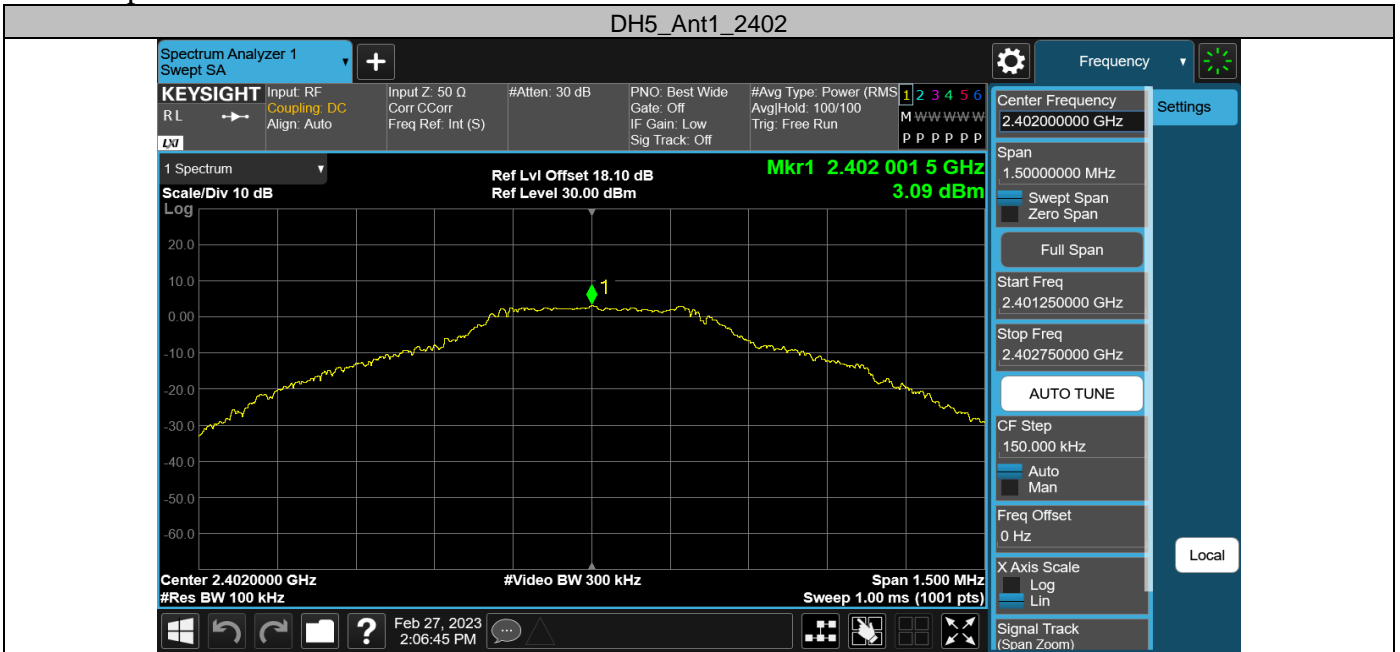 DH5_Ant1_2402
Spectrum Analyzer 1
Swept SA
Frequency
KEYSIGHT
RL
LXI
Input: RF
Coupling: DC
Align: Auto
Input Z: 50 Ω
Corr CCorr
Freq Ref: Int (S)
#Atten: 30 dB
PNO: Best Wide
Gate: Off
IF Gain: Low
Sig Track: Off
#Avg Type: Power (RMS
Avg|Hold: 100/100
Trig: Free Run
1 2 3 4 5 6
M W W W W W
P P P P P P
1 Spectrum
Scale/Div 10 dB
Ref Lvl Offset 18.10 dB
Ref Level 30.00 dBm
Mkr1 2.402 001 5 GHz
3.09 dBm
Log
20.0
10.0
0.00
-10.0
-20.0
-30.0
-40.0
-50.0
-60.0
1
Center 2.4020000 GHz
#Res BW 100 kHz
#Video BW 300 kHz
Span 1.500 MHz
Sweep 1.00 ms (1001 pts)
Center Frequency
2.402000000 GHz
Span
1.50000000 MHz
Swept Span
Zero Span
Full Span
Start Freq
2.401250000 GHz
Stop Freq
2.402750000 GHz
AUTO TUNE
CF Step
150.000 kHz
Auto
Man
Freq Offset
0 Hz
X Axis Scale
Log
Lin
Signal Track
(Span Zoom)
Settings
Local
?
Feb 27, 2023
2:06:45 PM